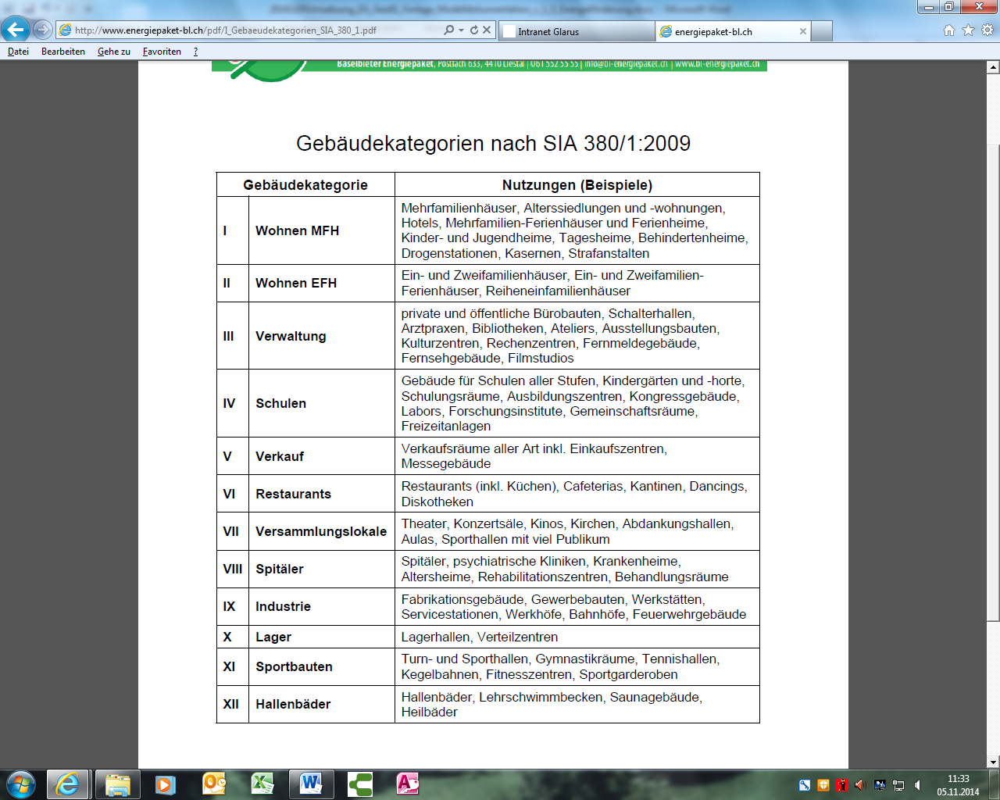 http://www.energiepaket-bl.ch/pdf/I_Gebaeudekategorien_SIA_380_1.pdf
Intranet Glarus
energiepaket-bl.ch
Datei Bearbeiten Gehe zu Favoriten ?
Baselbieter Energiepaket, Postfach 633, 4410 Liestal | 061 552 55 55 | info@bl-energiepaket.ch | www.bl-energiepaket.ch
Gebäudekategorien nach SIA 380/1:2009
Gebäudekategorie Nutzungen (Beispiele)
I Wohnen MFH
Mehrfamilienhäuser, Alterssiedlungen und -wohnungen,
Hotels, Mehrfamilien-Ferienhäuser und Ferienheime,
Kinder- und Jugendheime, Tagesheime, Behindertenheime,
Drogenstationen, Kasernen, Strafanstalten
II Wohnen EFH
Ein- und Zweifamilienhäuser, Ein- und Zweifamilien-
Ferienhäuser, Reiheneinfamilienhäuser
III Verwaltung
private und öffentliche Bürobauten, Schalterhallen,
Arztpraxen, Bibliotheken, Ateliers, Ausstellungsbauten,
Kulturzentren, Rechenzentren, Fernmeldegebäude,
Fernsehgebäude, Filmstudios
IV Schulen
Gebäude für Schulen aller Stufen, Kindergärten und -horte,
Schulungsräume, Ausbildungszentren, Kongressgebäude,
Labors, Forschungsinstitute, Gemeinschaftsräume,
Freizeitanlagen
V Verkauf
Verkaufsräume aller Art inkl. Einkaufszentren,
Messegebäude
VI Restaurants
Restaurants (inkl. Küchen), Cafeterias, Kantinen, Dancings,
Diskotheken
VII Versammlungslokale
Theater, Konzertsäle, Kinos, Kirchen, Abdankungshallen,
Aulas, Sporthallen mit viel Publikum
VIII Spitäler
Spitäler, psychiatrische Kliniken, Krankenheime,
Altersheime, Rehabilitationszentren, Behandlungsräume
IX Industrie
Fabrikationsgebäude, Gewerbebauten, Werkstätten,
Servicestationen, Werkhöfe, Bahnhöfe, Feuerwehrgebäude
X Lager
Lagerhallen, Verteilzentren
XI Sportbauten
Turn- und Sporthallen, Gymnastikräume, Tennishallen,
Kegelbahnen, Fitnesszentren, Sportgarderoben
XII Hallenbäder
Hallenbäder, Lehrschwimmbecken, Saunagebäude,
Heilbäder
11:33
05.11.2014